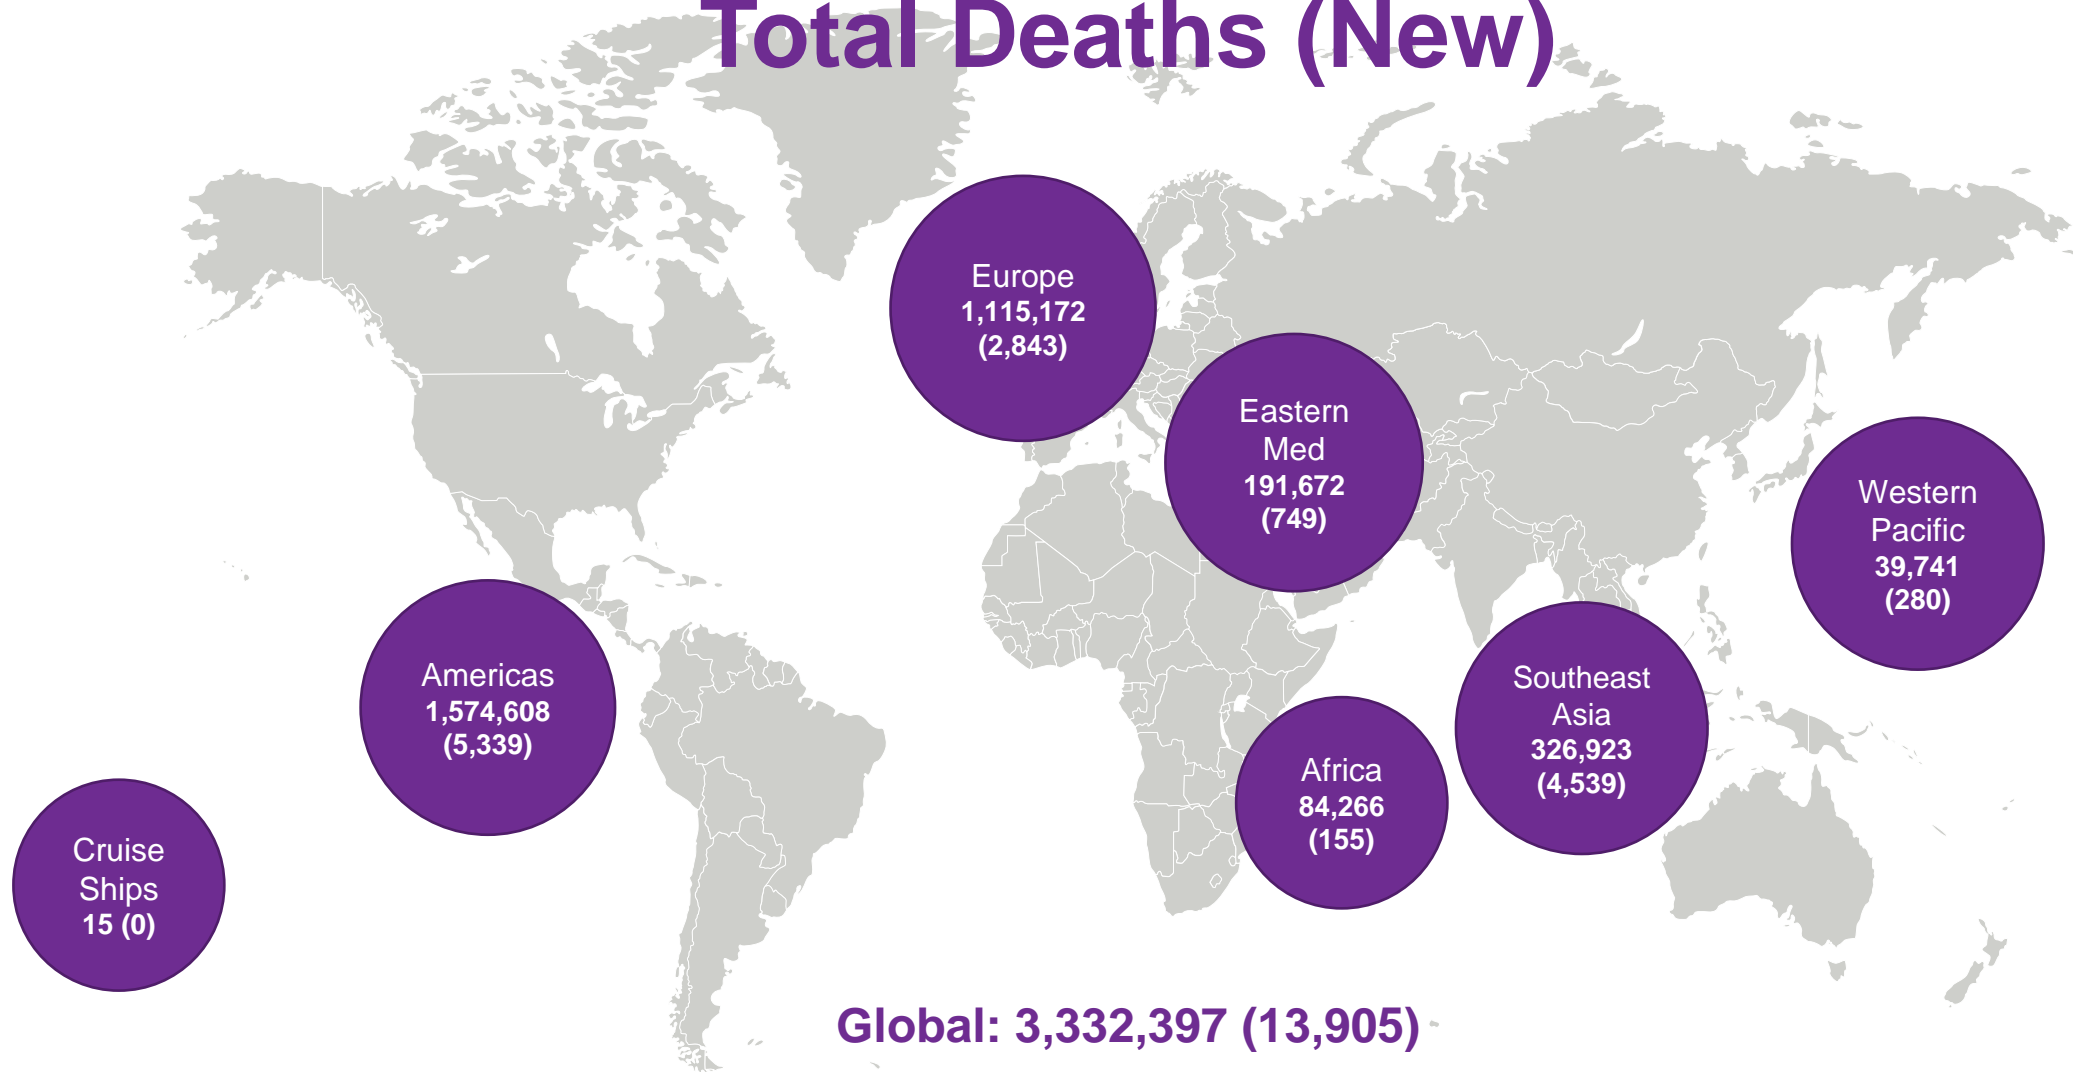 Total Deaths (New)
Europe
1,115,172
(2,843)
Eastern
Med
191,672
(749)
Western
Pacific
39,741
(280)
Americas
1,574,608
(5,339)
Southeast
Asia
326,923
(4,539)
Africa
84,266
(155)
Cruise
Ships
15 (0)
Global: 3,332,397 (13,905)